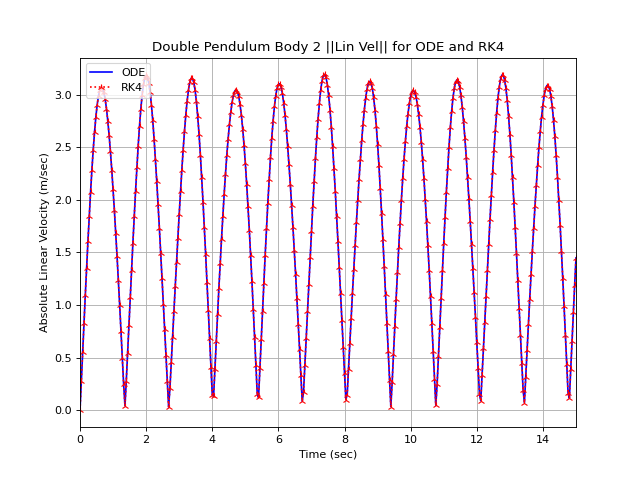 Double Pendulum Body 2 ||Lin Vel|| for ODE and RK4
ODE
RK4
3.0
2.5
2.0
1.5
1.0
0.5
0.0
Absolute Linear Velocity (m/sec)
0 2 4 6 8 10 12 14
Time (sec)